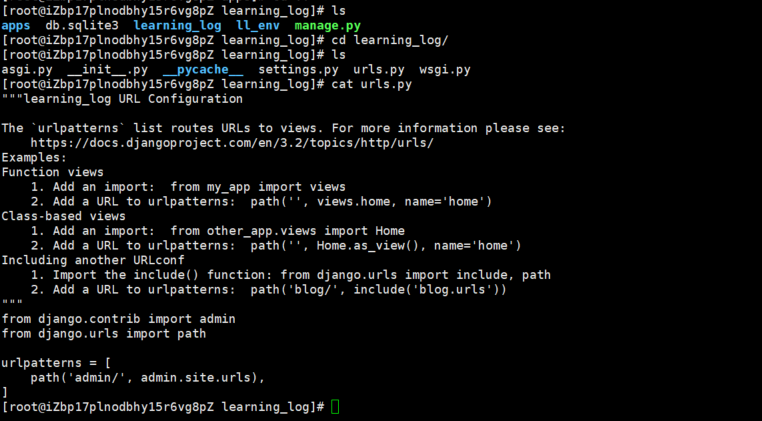 [root@iZbp17plnodbhy15r6vg8pZ learning_log]# ls
apps  db.sqlite3  learning_log  ll_env  manage.py
[root@iZbp17plnodbhy15r6vg8pZ learning_log]# cd learning_log/
[root@iZbp17plnodbhy15r6vg8pZ learning_log]# ls
asgi.py  __init__.py  __pycache__  settings.py  urls.py  wsgi.py
[root@iZbp17plnodbhy15r6vg8pZ learning_log]# cat urls.py
"""learning_log URL Configuration

The `urlpatterns` list routes URLs to views. For more information please see:
    https://docs.djangoproject.com/en/3.2/topics/http/urls/
Examples:
Function views
    1. Add an import:  from my_app import views
    2. Add a URL to urlpatterns:  path('', views.home, name='home')
Class-based views
    1. Add an import:  from other_app.views import Home
    2. Add a URL to urlpatterns:  path('', Home.as_view(), name='home')
Including another URLconf
    1. Import the include() function: from django.urls import include, path
    2. Add a URL to urlpatterns:  path('blog/', include('blog.urls'))
"""
from django.contrib import admin
from django.urls import path

urlpatterns = [
    path('admin/', admin.site.urls),
]
[root@iZbp17plnodbhy15r6vg8pZ learning_log]#